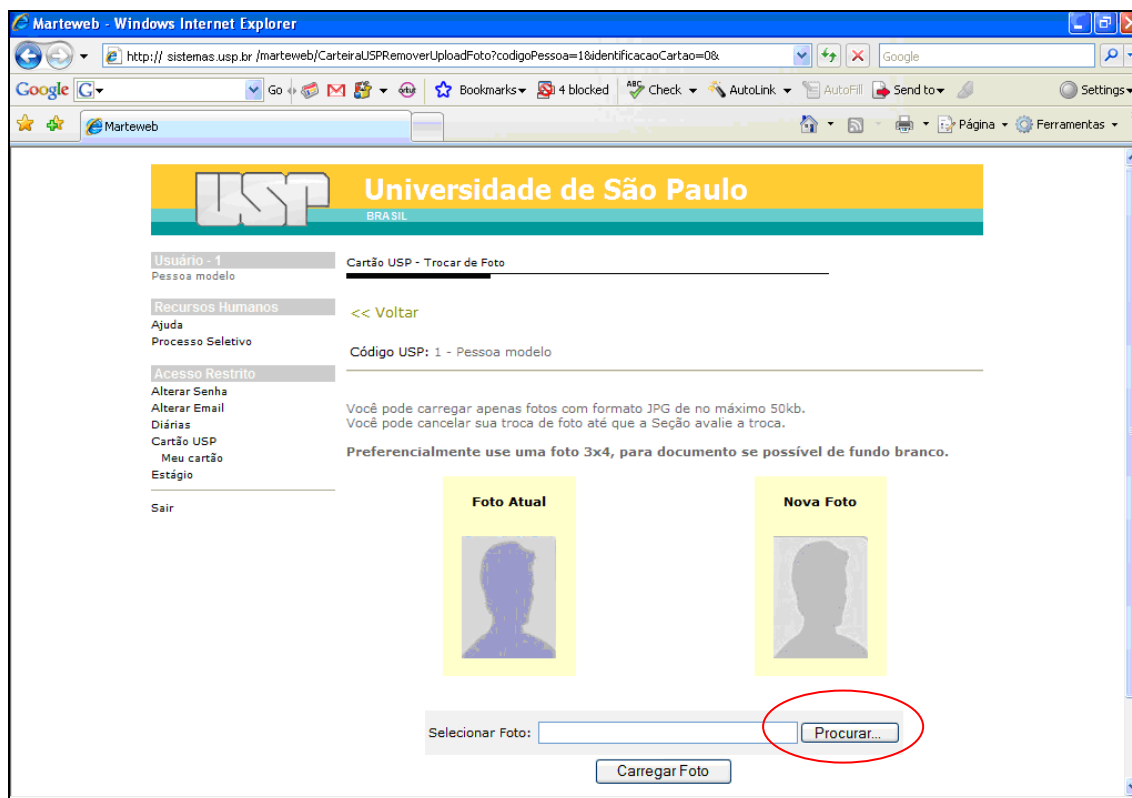 Marteweb - Windows Internet Explorer
http:// sistemas.usp.br /marteweb/CarteiraUSPRemoverUploadFoto?codigoPessoa=1&identificacaoCartao=0&
Google
Google G Go Bookmarks 4 blocked ABC Check AutoLink AutoFill Send to Settings
Marteweb
Página Ferramentas
USP
Universidade de São Paulo
BRASIL
Usuário - 1
Pessoa modelo
Recursos Humanos
Ajuda
Processo Seletivo
Acesso Restrito
Alterar Senha
Alterar Email
Diárias
Cartão USP
Meu cartão
Estágio
Sair
Cartão USP - Trocar de Foto
<< Voltar
Código USP: 1 - Pessoa modelo
Você pode carregar apenas fotos com formato JPG de no máximo 50kb.
Você pode cancelar sua troca de foto até que a Seção avalie a troca.
Preferencialmente use uma foto 3x4, para documento se possível de fundo branco.
Foto Atual
Nova Foto
Selecionar Foto:
Procurar...
Carregar Foto